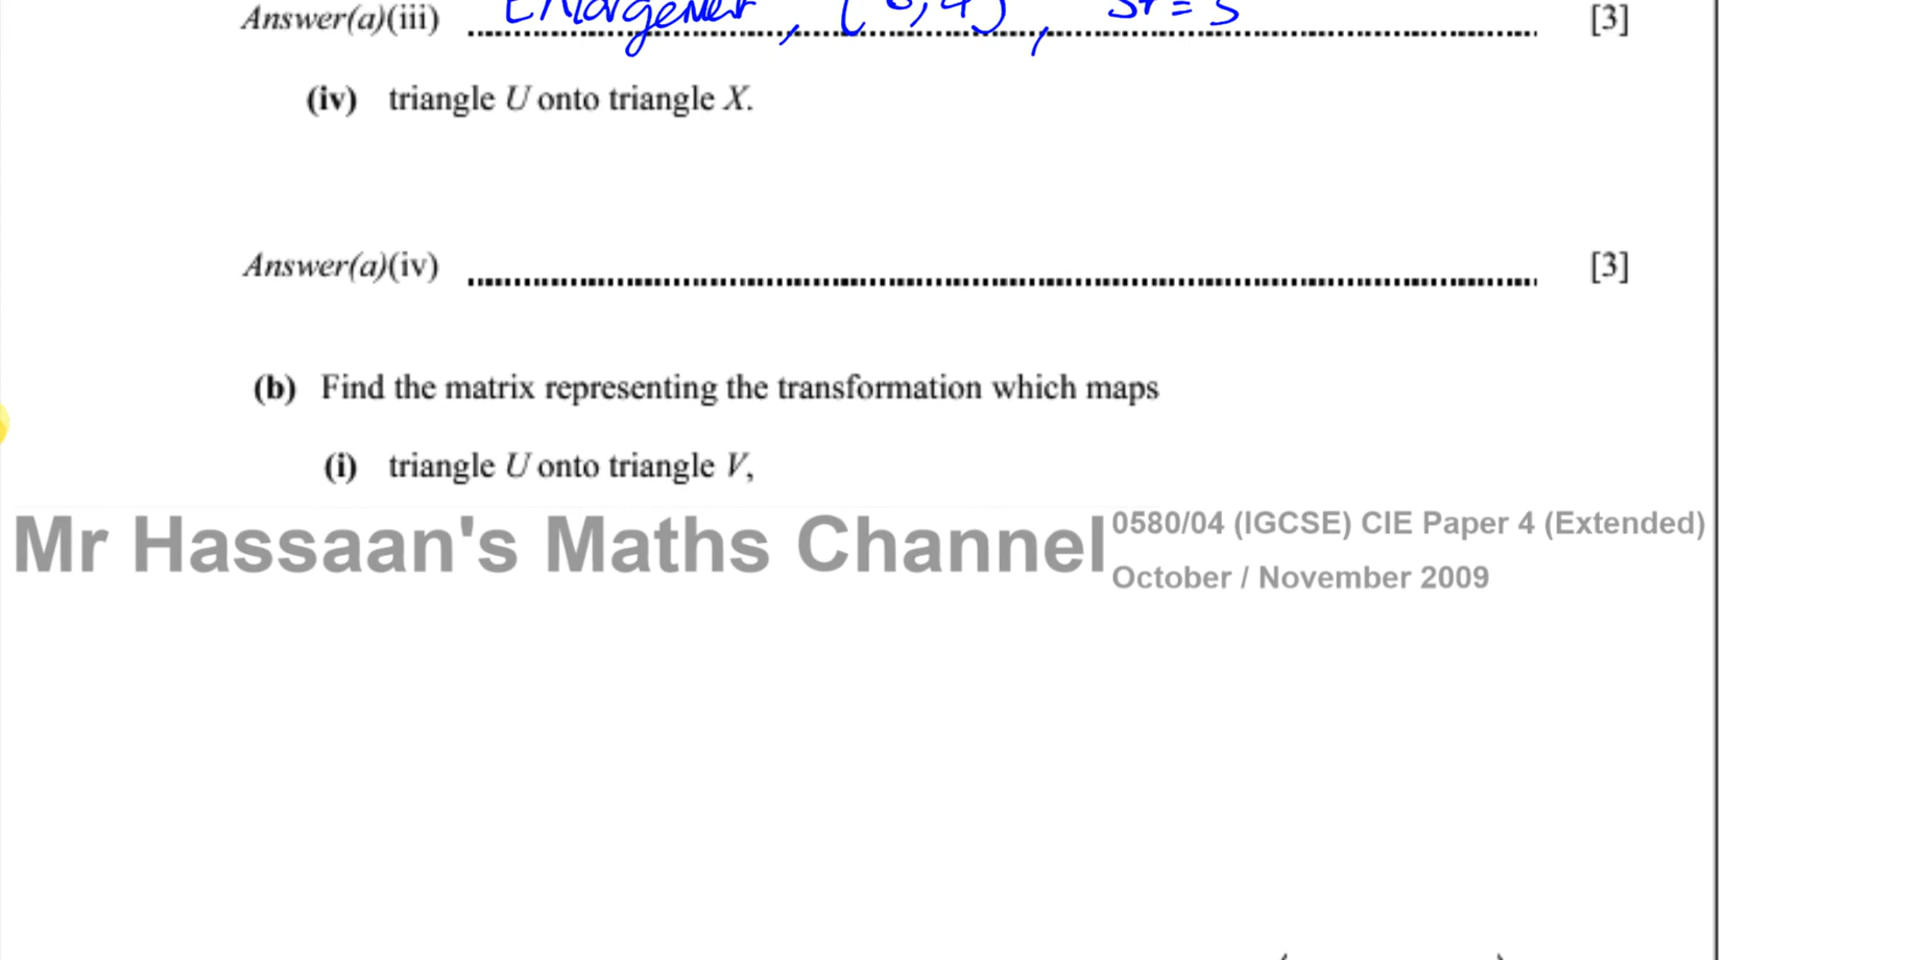 Answer(a)(iii) Enlargement, (0,4), Sf = 3 [3]
(iv) triangle U onto triangle X.
Answer(a)(iv) [3]
(b) Find the matrix representing the transformation which maps
(i) triangle U onto triangle V,
Mr Hassaan's Maths Channel
0580/04 (IGCSE) CIE Paper 4 (Extended)
October / November 2009